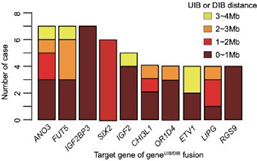 UIB or DIB distance
3~4Mb
2~3Mb
1~2Mb
0~1Mb
Number of case
8
6
4
2
0
ANO3
FUT5
IGF2BP3
SIX2
IGF2
CH3L1
OR1D4
ETV1
LIPG
RGS9
Target gene of gene^UIB/DIB fusion